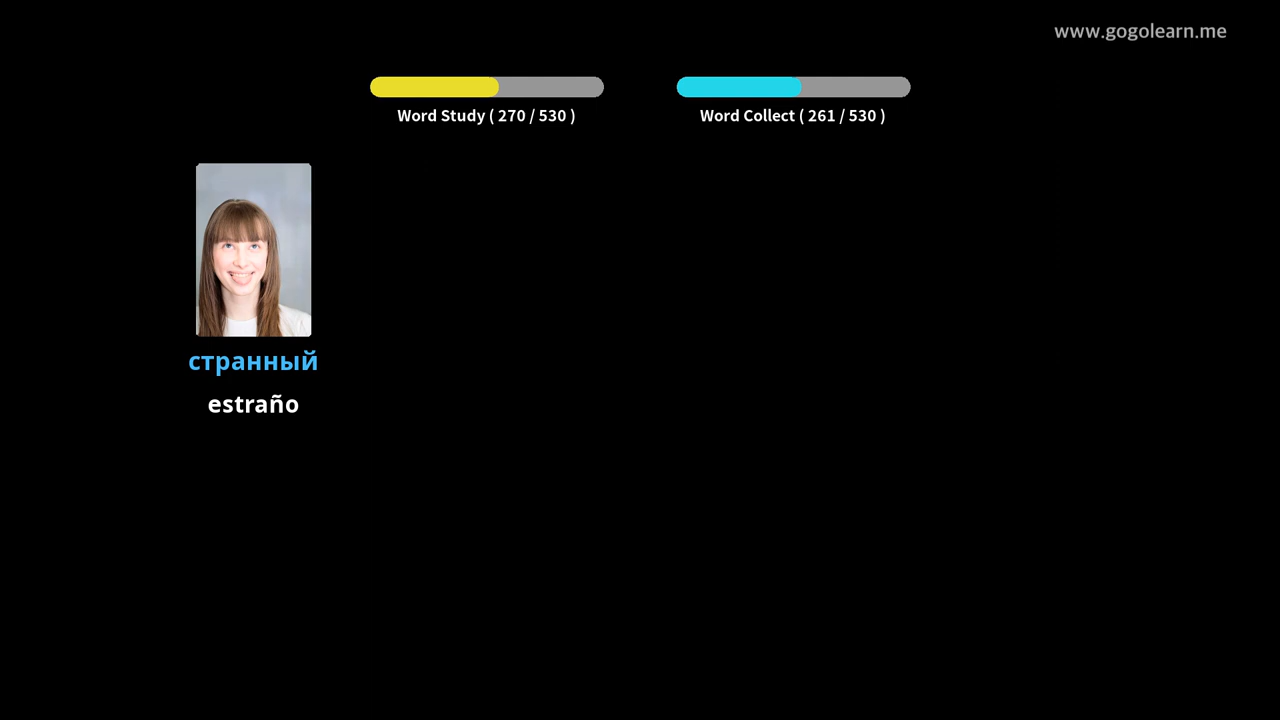 www.gogolearn.me
Word Study ( 270 / 530 )
Word Collect ( 261 / 530 )
странный
estraño